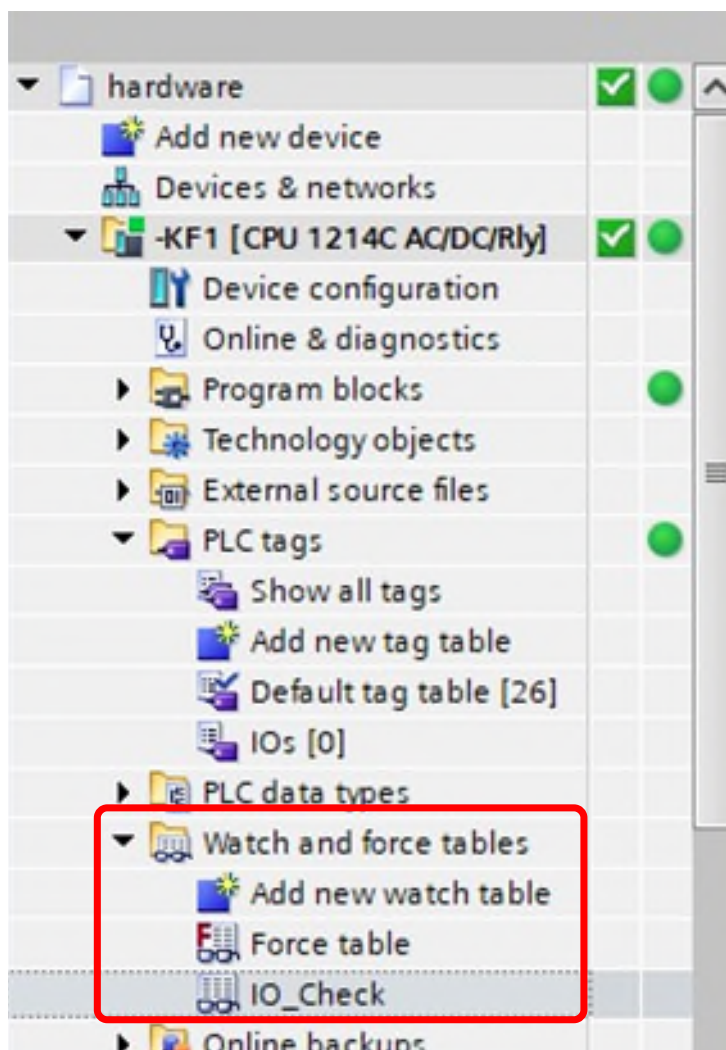 hardware
Add new device
Devices & networks
-KF1 [CPU 1214C AC/DC/Rly]
Device configuration
Online & diagnostics
Program blocks
Technology objects
External source files
PLC tags
Show all tags
Add new tag table
Default tag table [26]
IOs [0]
PLC data types
Watch and force tables
Add new watch table
Force table
IO_Check
Online backups